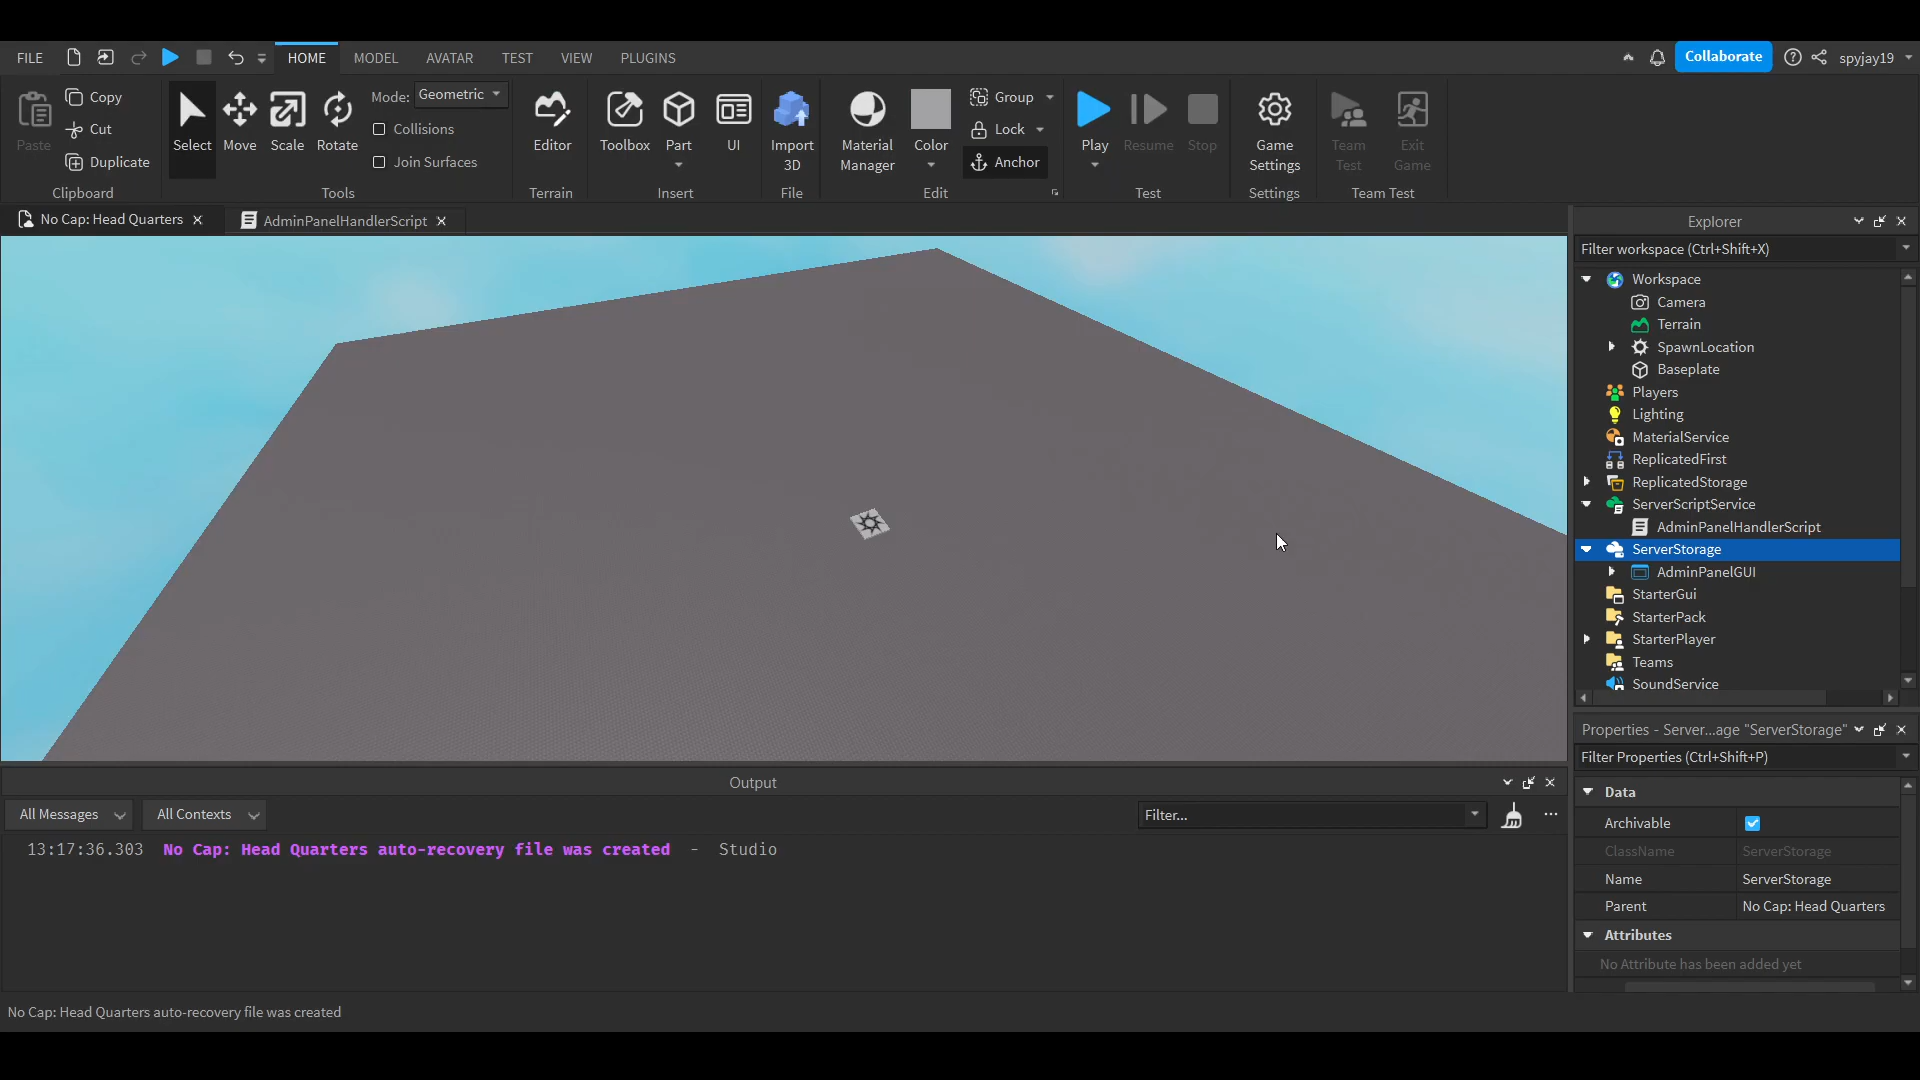 FILE
HOME
MODEL
AVATAR
TEST
VIEW
PLUGINS
Collaborate
spyjay19
Paste
Copy
Cut
Duplicate
Clipboard
Select
Move
Scale
Rotate
Mode: Geometric
Collisions
Join Surfaces
Tools
Editor
Terrain
Toolbox
Part
UI
Insert
Import
3D
File
Material
Manager
Color
Group
Lock
Anchor
Edit
Play
Resume
Stop
Test
Game
Settings
Settings
Team
Test
Exit
Game
Team Test
No Cap: Head Quarters
AdminPanelHandlerScript
Explorer
Filter workspace (Ctrl+Shift+X)
Workspace
Camera
Terrain
SpawnLocation
Baseplate
Players
Lighting
MaterialService
ReplicatedFirst
ReplicatedStorage
ServerScriptService
AdminPanelHandlerScript
ServerStorage
AdminPanelGUI
StarterGui
StarterPack
StarterPlayer
Teams
SoundService
Properties - Server...age "ServerStorage"
Filter Properties (Ctrl+Shift+P)
Data
Archivable
ClassName ServerStorage
Name ServerStorage
Parent No Cap: Head Quarters
Attributes
No Attribute has been added yet
Output
All Messages
All Contexts
Filter...
13:17:36.303 No Cap: Head Quarters auto-recovery file was created - Studio
No Cap: Head Quarters auto-recovery file was created